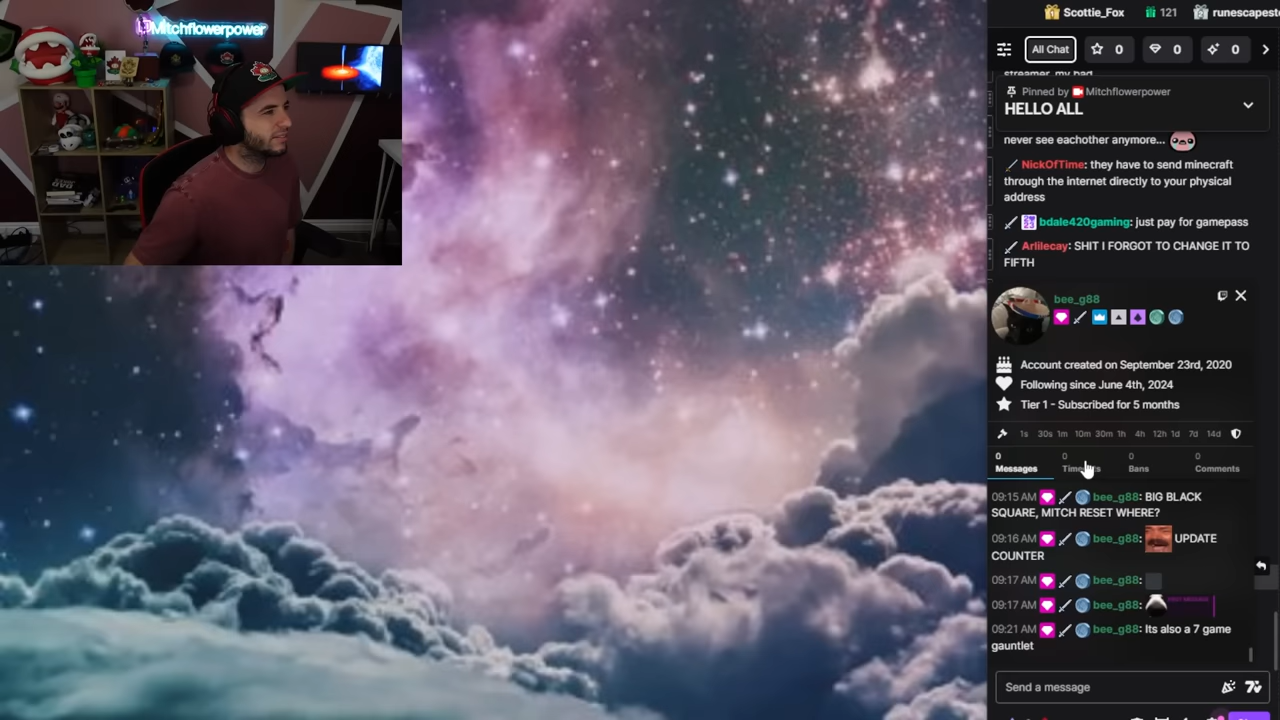 Mitchflowerpower
Scottie_Fox 121 runescapest
All Chat 0 0 0
streamer, my bad
Pinned by Mitchflowerpower
HELLO ALL
never see eachother anymore...
NickOfTime: they have to send minecraft
through the internet directly to your physical
address
bdale420gaming: just pay for gamepass
Arlilecay: SHIT I FORGOT TO CHANGE IT TO
FIFTH
bee_g88
Account created on September 23rd, 2020
Following since June 4th, 2024
Tier 1 - Subscribed for 5 months
1s 30s 1m 10m 30m 1h 4h 12h 1d 7d 14d
0 0 0 0
Messages Bans Comments
09:15 AM bee_g88: BIG BLACK
SQUARE, MITCH RESET WHERE?
09:16 AM bee_g88: UPDATE
COUNTER
09:17 AM bee_g88:
09:17 AM bee_g88:
09:21 AM bee_g88: Its also a 7 game
gauntlet
Send a message